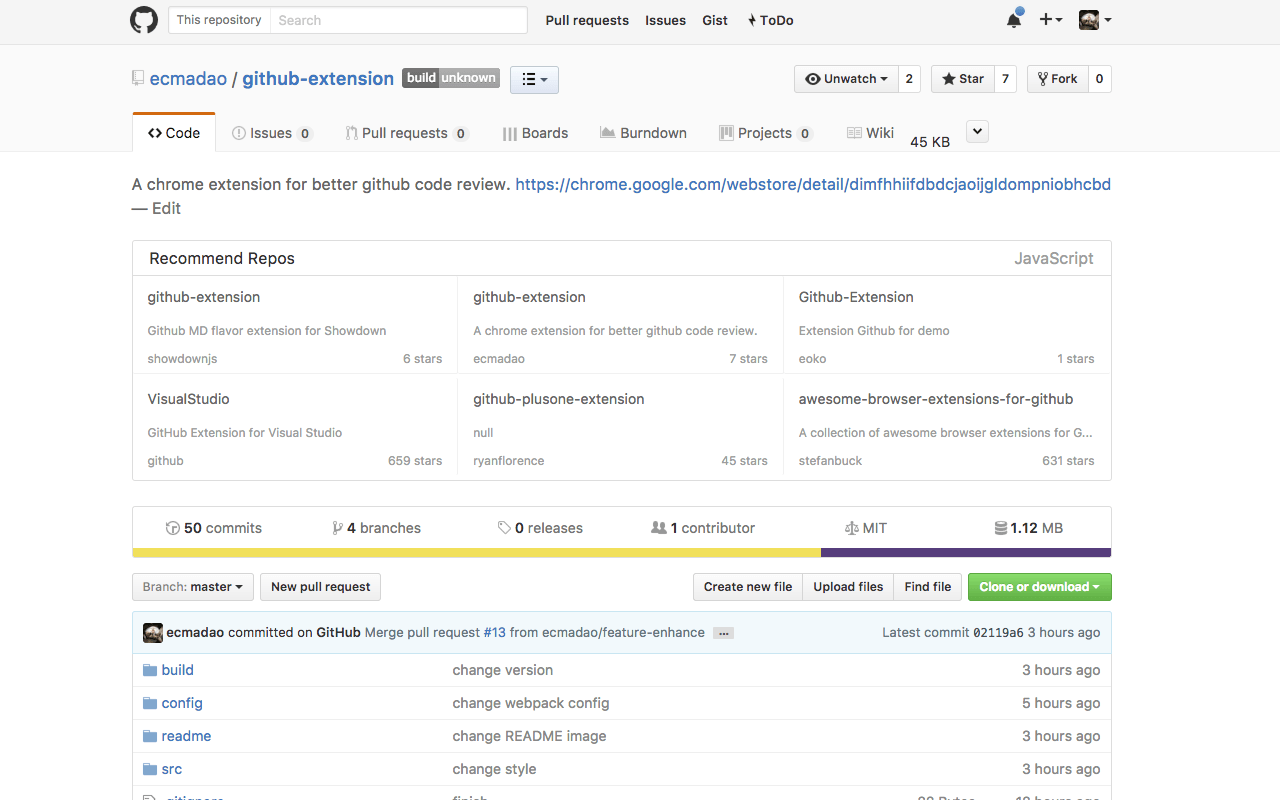 This repository Search Pull requests Issues Gist ToDo
ecmadao / github-extension build unknown Unwatch 2 Star 7 Fork 0
Code Issues 0 Pull requests 0 Boards Burndown Projects 0 Wiki 45 KB
A chrome extension for better github code review. https://chrome.google.com/webstore/detail/dimfhhiifdbdcjaoijgldompniobhcbd
— Edit
Recommend Repos JavaScript
github-extension github-extension Github-Extension
Github MD flavor extension for Showdown A chrome extension for better github code review. Extension Github for demo
showdownjs 6 stars ecmadao 7 stars eoko 1 stars
VisualStudio github-plusone-extension awesome-browser-extensions-for-github
GitHub Extension for Visual Studio null A collection of awesome browser extensions for G...
github 659 stars ryanflorence 45 stars stefanbuck 631 stars
50 commits 4 branches 0 releases 1 contributor MIT 1.12 MB
Branch: master New pull request Create new file Upload files Find file Clone or download
ecmadao committed on GitHub Merge pull request #13 from ecmadao/feature-enhance ... Latest commit 02119a6 3 hours ago
build change version 3 hours ago
config change webpack config 5 hours ago
readme change README image 3 hours ago
src change style 3 hours ago